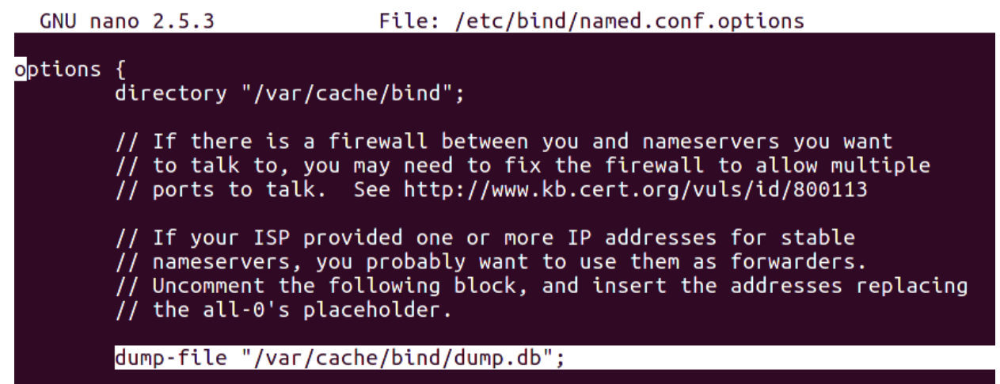 GNU nano 2.5.3 File: /etc/bind/named.conf.options
options {
directory "/var/cache/bind";
// If there is a firewall between you and nameservers you want
// to talk to, you may need to fix the firewall to allow multiple
// ports to talk.  See http://www.kb.cert.org/vuls/id/800113
// If your ISP provided one or more IP addresses for stable
// nameservers, you probably want to use them as forwarders.
// Uncomment the following block, and insert the addresses replacing
// the all-0's placeholder.
dump-file "/var/cache/bind/dump.db";